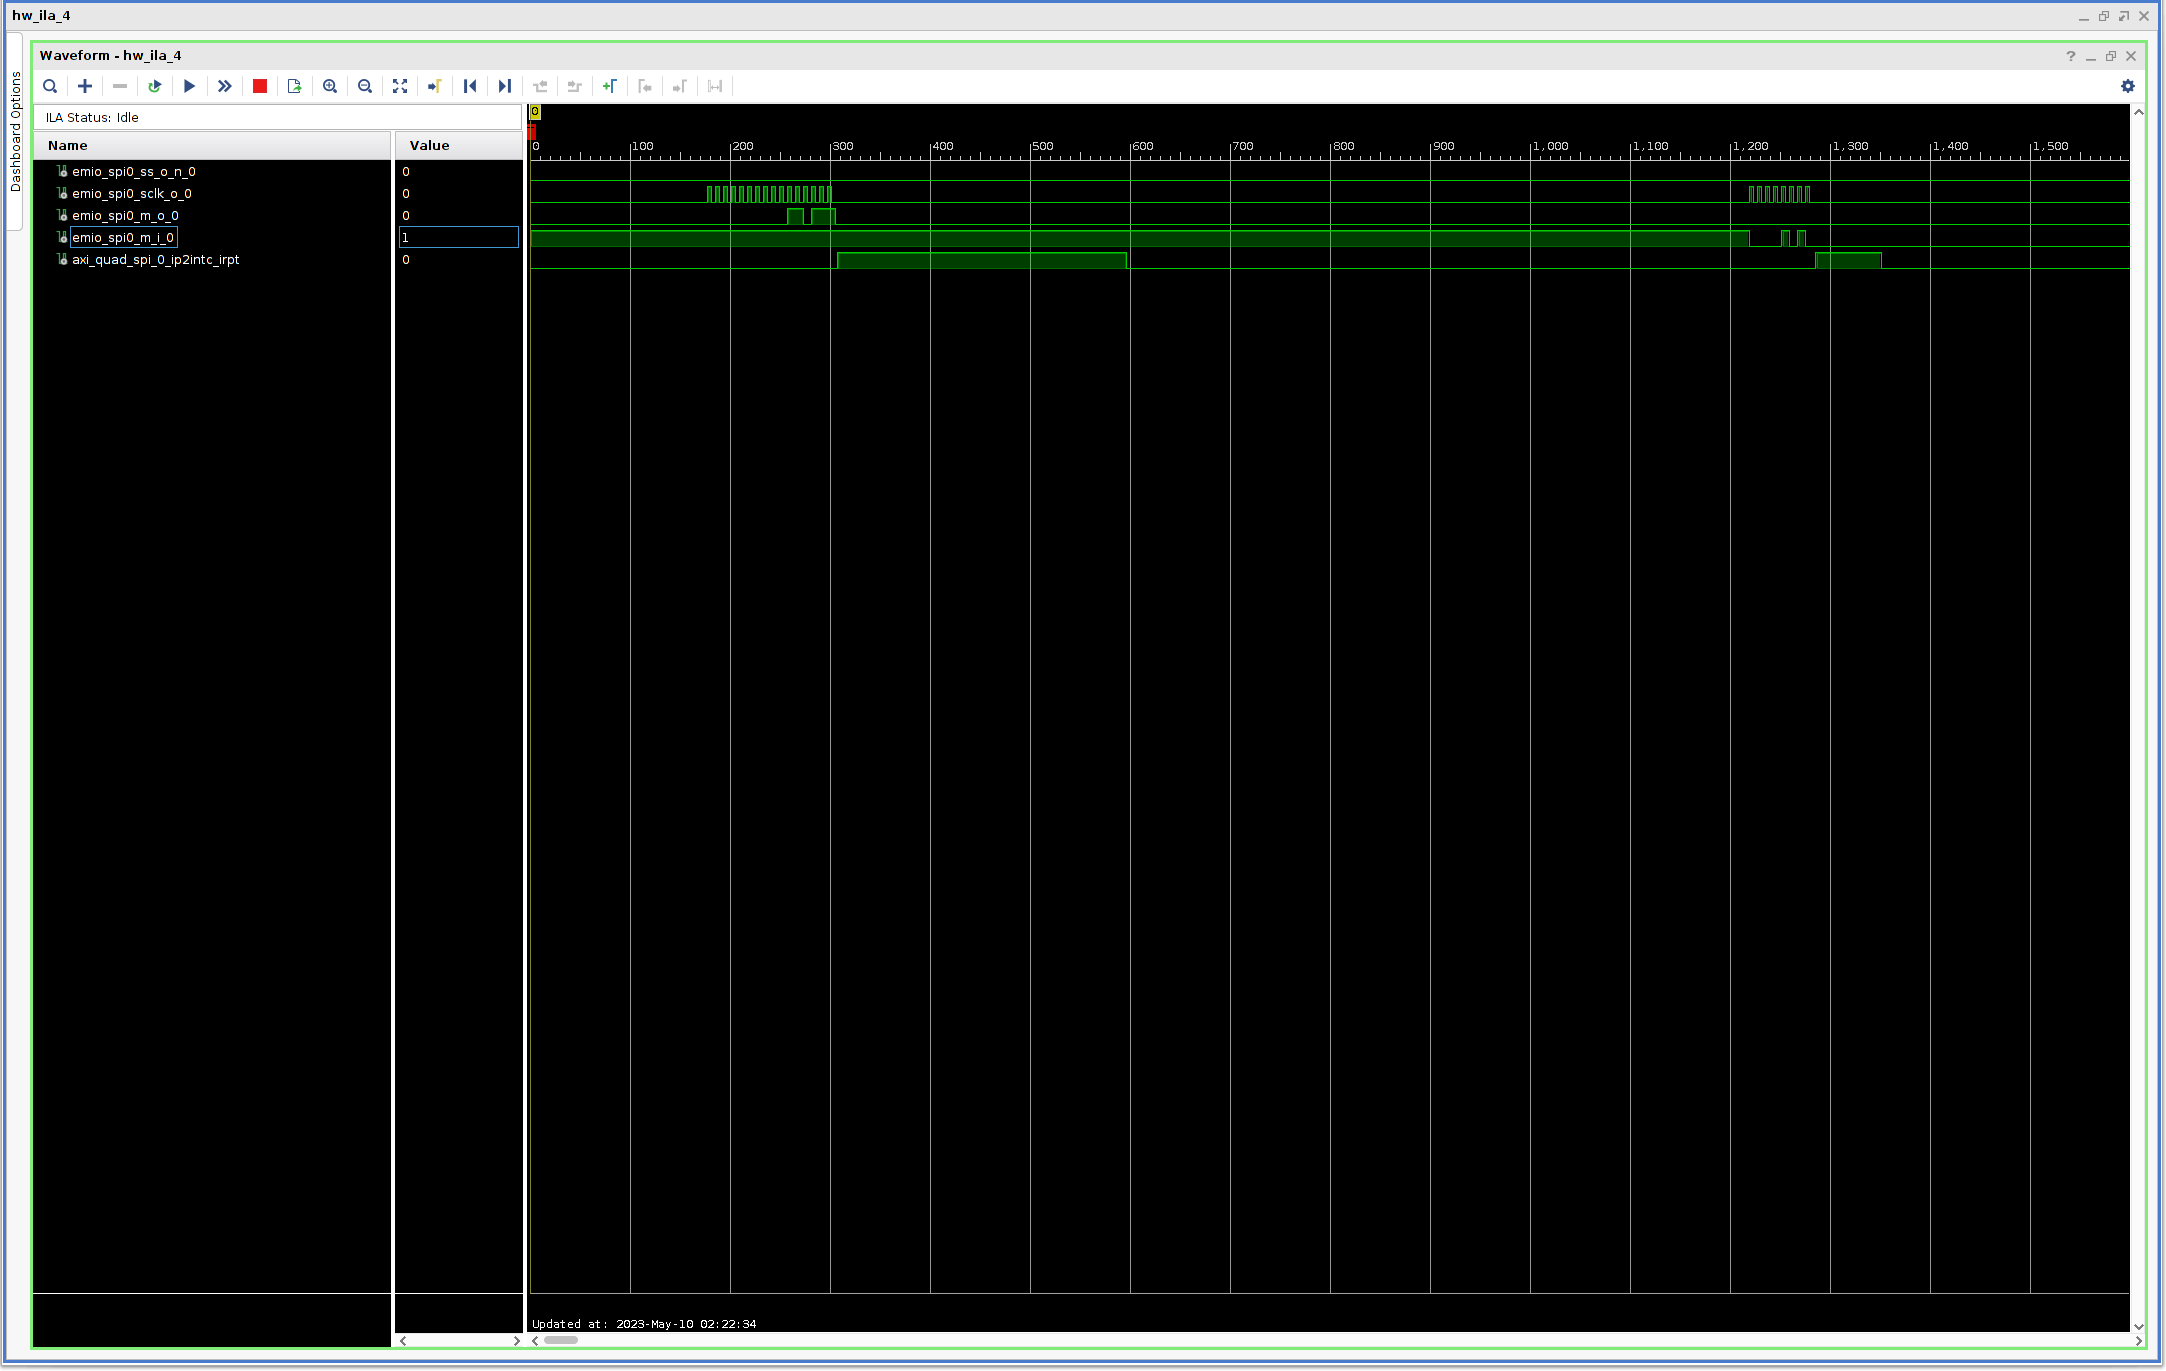 hw_ila_4
Dashboard Options
Waveform - hw_ila_4
?
ILA Status: Idle
Name Value
0
0 100 200 300 400 500 600 700 800 900 1,000 1,100 1,200 1,300 1,400 1,500
emio_spi0_ss_o_n_0 0
emio_spi0_sclk_o_0 0
emio_spi0_m_o_0 0
emio_spi0_m_i_0 1
axi_quad_spi_0_ip2intc_irpt 0
Updated at: 2023-May-10 02:22:34